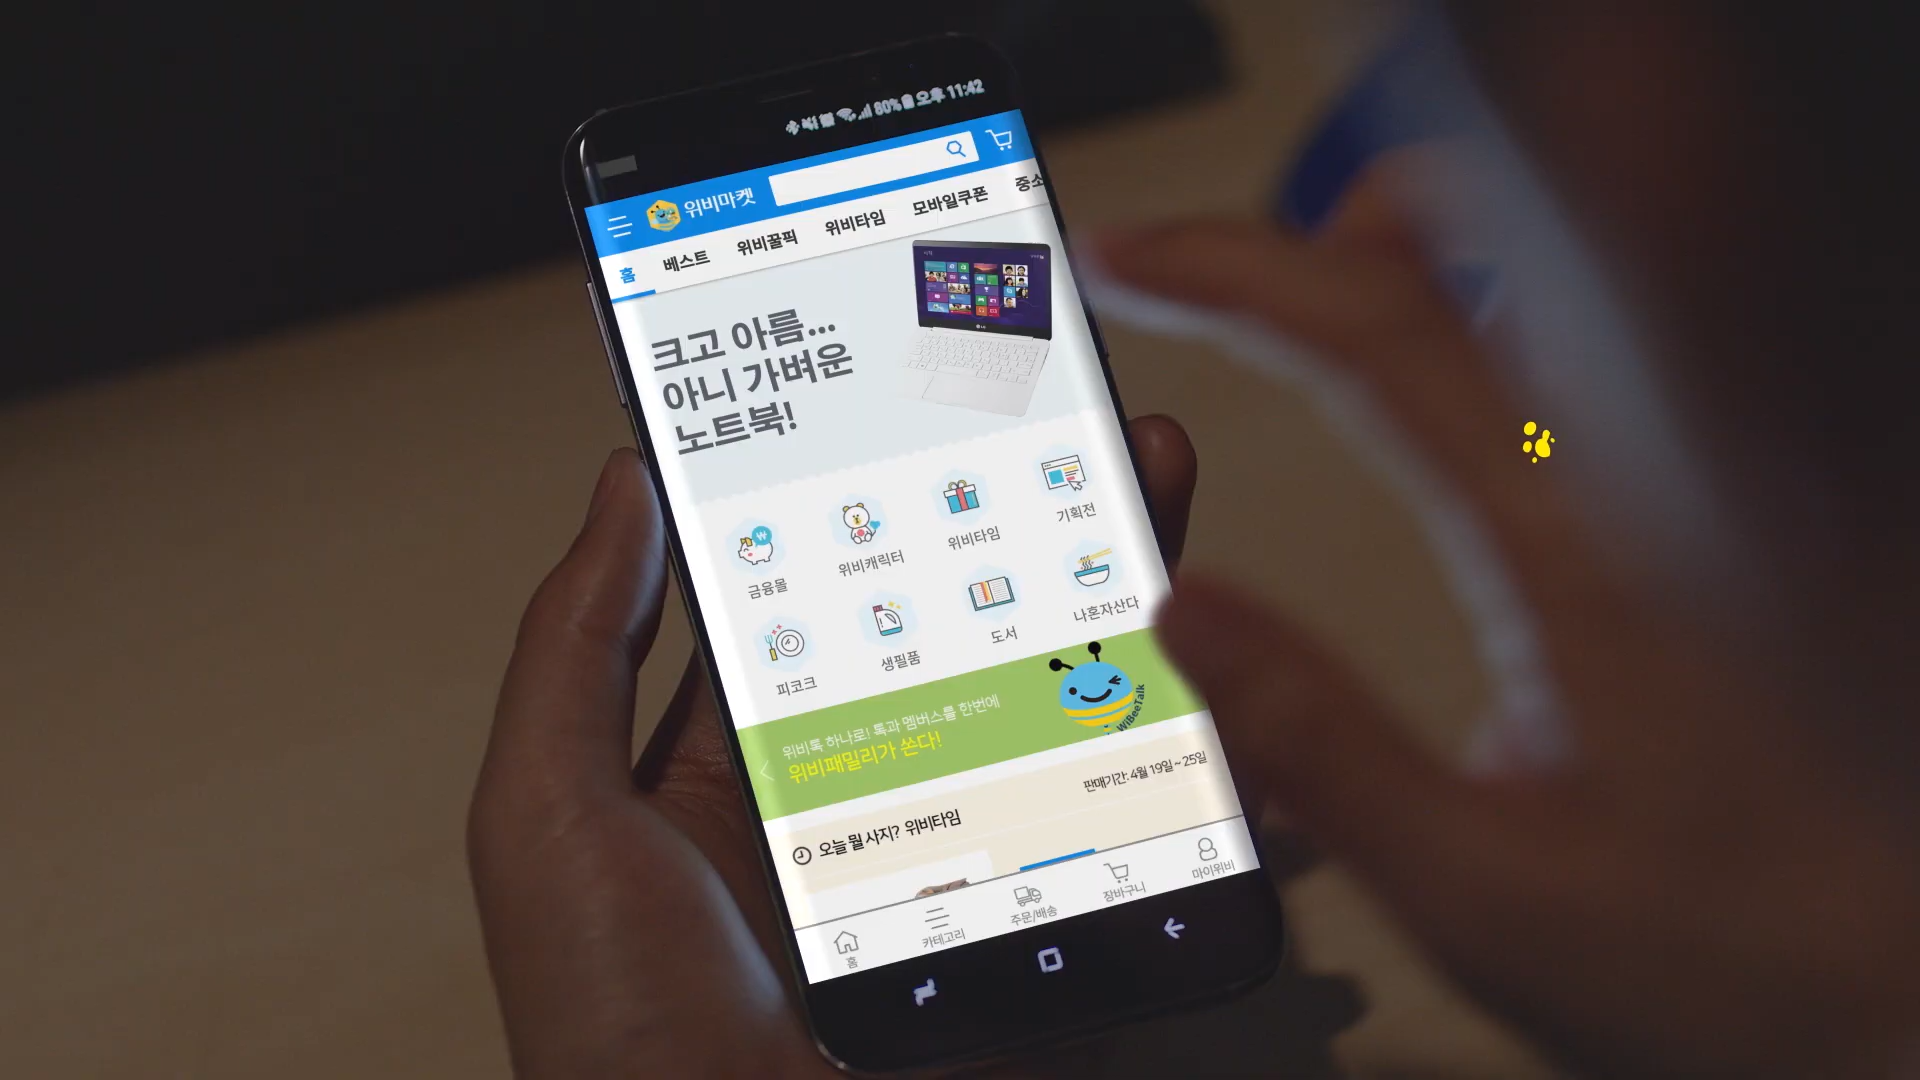 80% 오후 11:42
위비마켓
홈 베스트 위비꿀픽 위비타임 모바일쿠폰 중소
크고 아름...
아니 가벼운
노트북!
금융몰 위비캐릭터 위비타임 기획전
피코크 생필품 도서 나혼자산다
위비톡 하나로! 톡과 멤버스를 한번에
위비패밀리가 쏜다!
WiBeeTalk
오늘 뭘 사지? 위비타임 판매기간: 4월 19일 ~ 25일
홈 카테고리 주문/배송 장바구니 마이위비